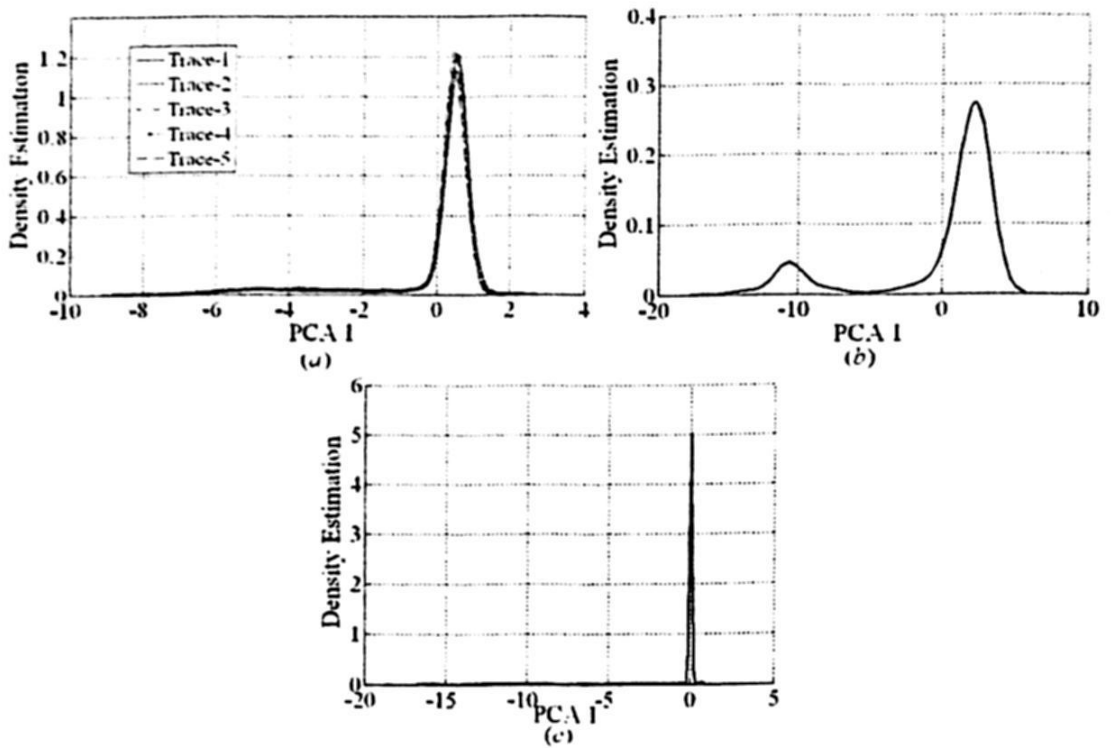 Density Estimation
1.2
1
0.8
0.6
0.4
0.2
0
Trace-1
Trace-2
Trace-3
Trace-4
Trace-5
-10 -8 -6 -4 -2 0 2 4
PCA 1
(a)
Density Estimation
0.4
0.3
0.2
0.1
0
-20 -10 0 10
PCA 1
(b)
Density Estimation
6
5
4
3
2
1
0
-20 -15 -10 -5 0 5
PCA 1
(c)